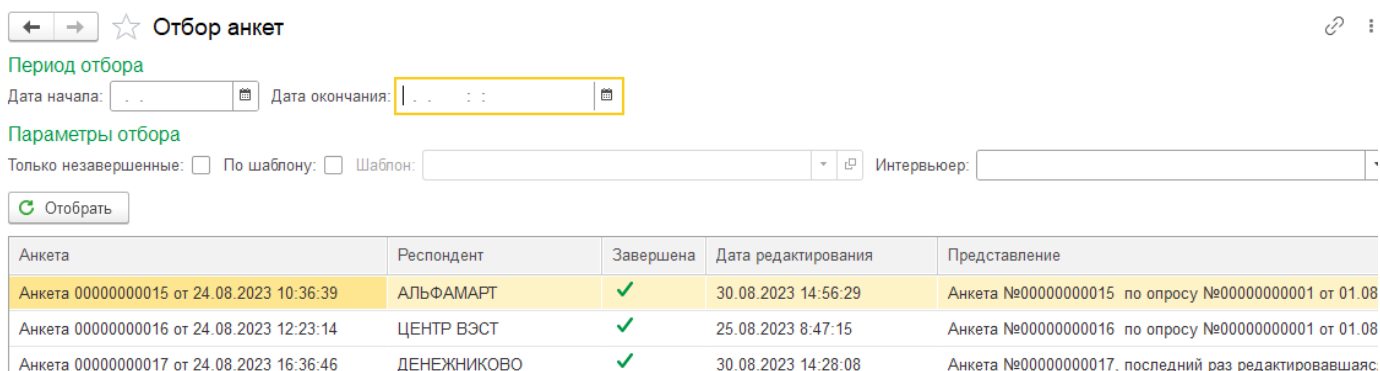 Отбор анкет
Период отбора
Дата начала: . . Дата окончания: . . : :
Параметры отбора
Только незавершенные: По шаблону: Шаблон: Интервьюер:
Отобрать
Анкета Респондент Завершена Дата редактирования Представление
Анкета 00000000015 от 24.08.2023 10:36:39 АЛЬФАМАРТ 30.08.2023 14:56:29 Анкета №00000000015 по опросу №00000000001 от 01.08
Анкета 00000000016 от 24.08.2023 12:23:14 ЦЕНТР ВЭСТ 25.08.2023 8:47:15 Анкета №00000000016 по опросу №00000000001 от 01.08
Анкета 00000000017 от 24.08.2023 16:36:46 ДЕНЕЖНИКОВО 30.08.2023 14:28:08 Анкета №00000000017, последний раз редактировавшаяс